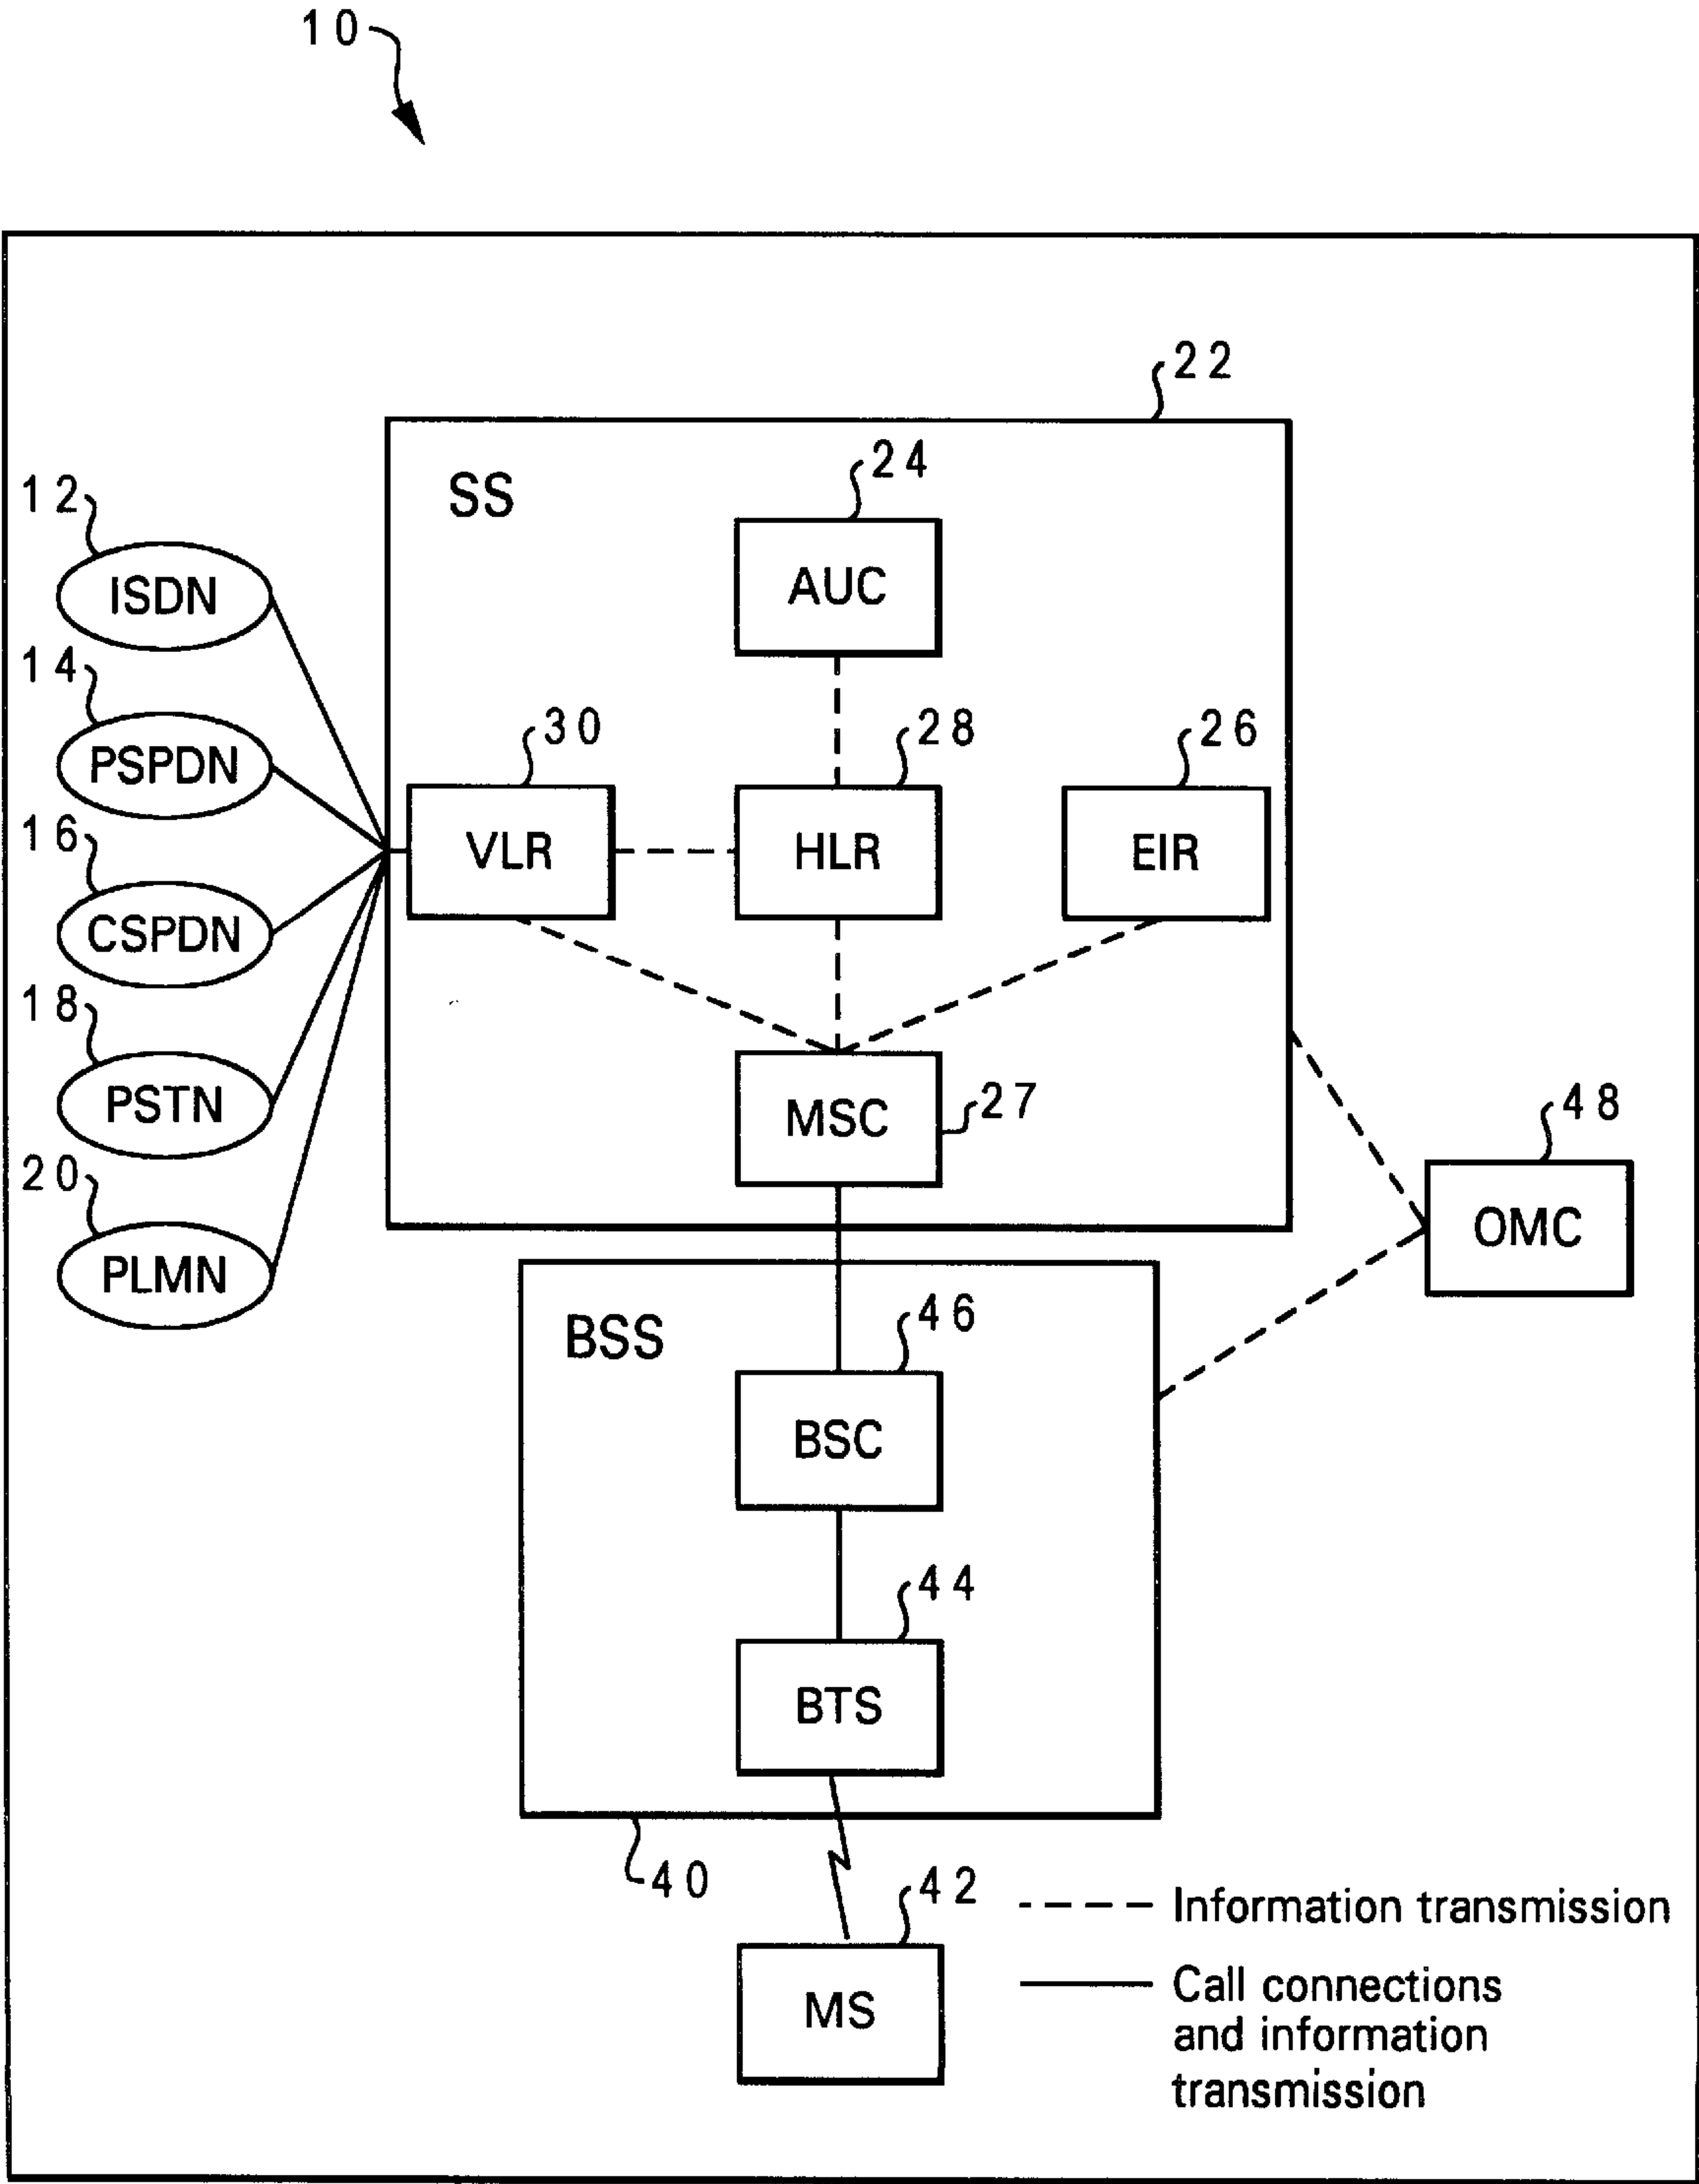 10
22
SS
24
AUC
12
ISDN
14
PSPDN
16
CSPDN
18
PSTN
20
PLMN
30
VLR
28
HLR
26
EIR
MSC
27
48
OMC
BSS
46
BSC
44
BTS
40
42
MS
Information transmission
Call connections
and information
transmission